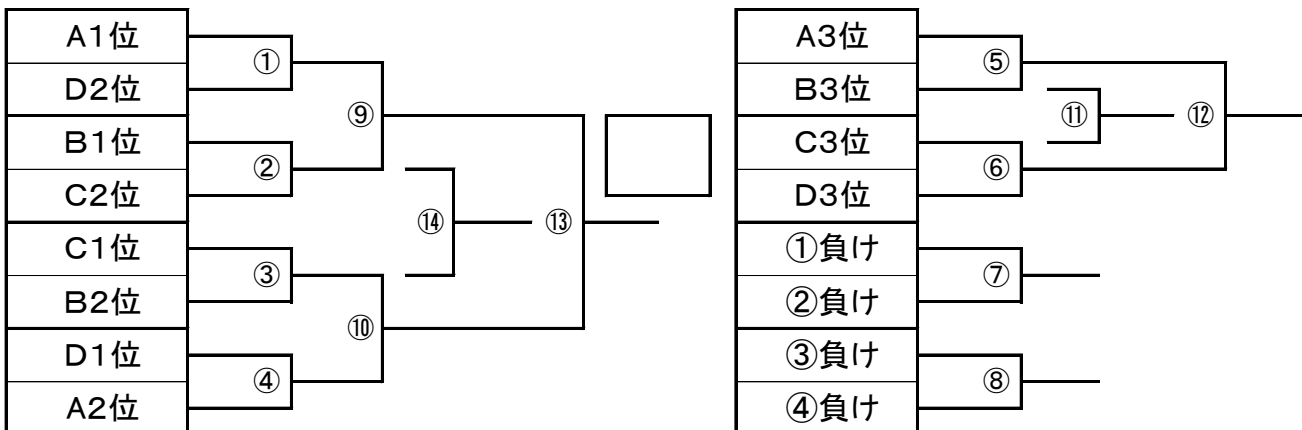 A1位
①
D2位
⑨
B1位
②
C2位
⑭
⑬
C1位
③
B2位
⑩
D1位
④
A2位
A3位
⑤
B3位
⑪
⑫
C3位
⑥
D3位
①負け
⑦
②負け
③負け
⑧
④負け